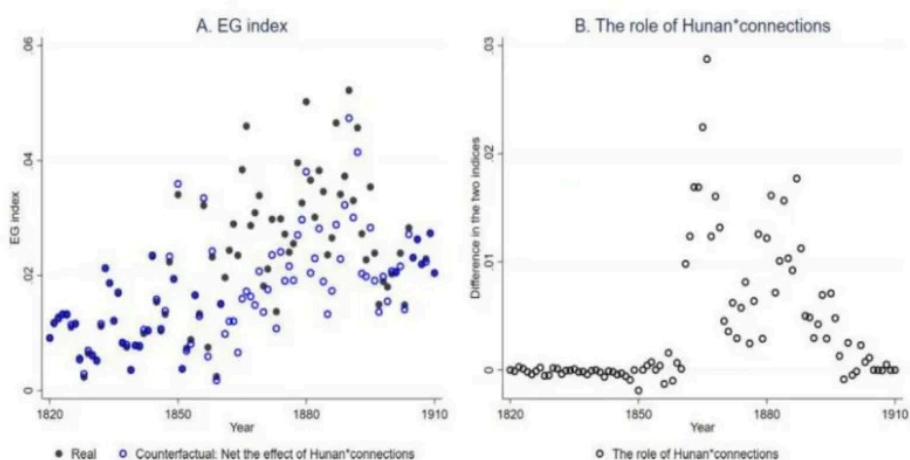 A. EG index
.06
.04
.02
0
EG index
1820
1850
1880
1910
Year
Real
Counterfactual: Net the effect of Hunan*connections
B. The role of Hunan*connections
.03
.02
.01
0
Difference in the two indices
1820
1850
1880
1910
Year
The role of Hunan*connections